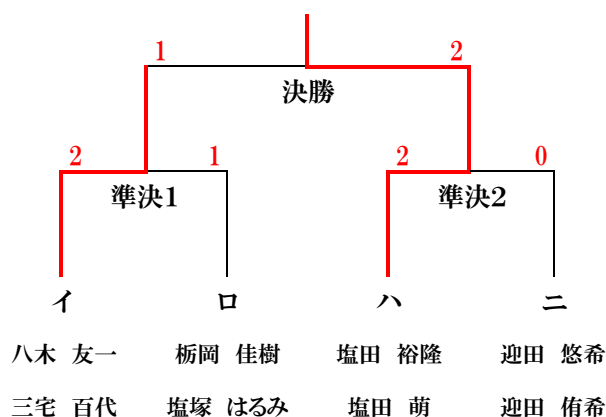 1 2
決勝
2 1 2 0
準決1 準決2
イ ロ ハ ニ
八木 友一 栃岡 佳樹 塩田 裕隆 迎田 悠希
三宅 百代 塩塚 はるみ 塩田 萌 迎田 侑希